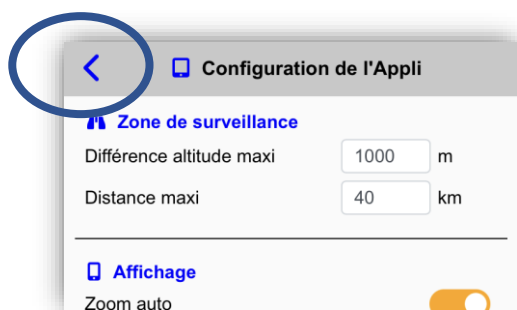 Configuration de l'Appli
Zone de surveillance
Différence altitude maxi 1000 m
Distance maxi 40 km
Affichage
Zoom auto